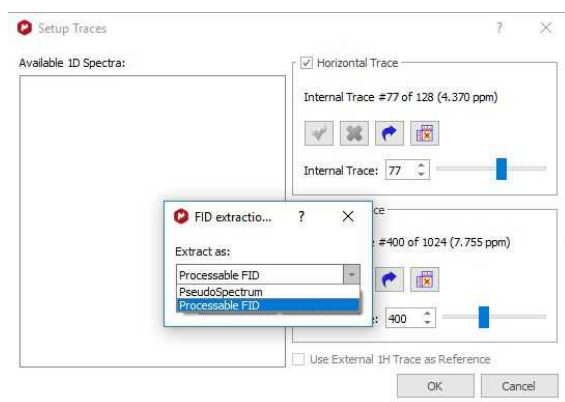 Setup Traces
?
Available 1D Spectra:
Horizontal Trace
Internal Trace #77 of 128 (4.370 ppm)
Internal Trace: 77
FID extractio...
?
ce
#400 of 1024 (7.755 ppm)
Extract as:
Processable FID
PseudoSpectrum
Processable FID
: 400
Use External 1H Trace as Reference
OK
Cancel